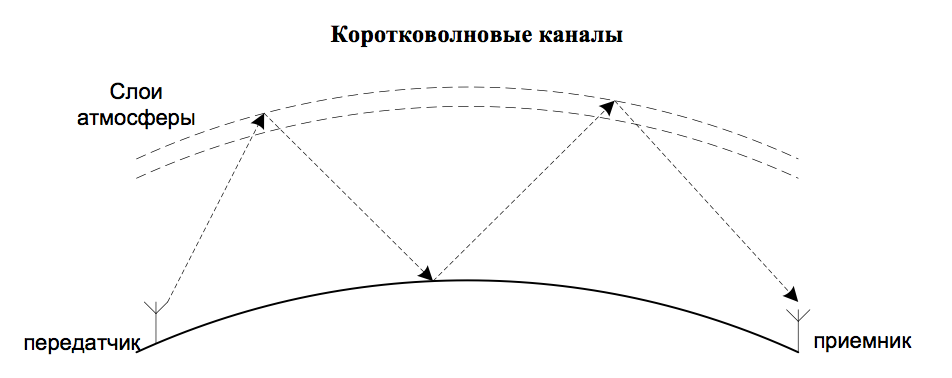 Коротковолновые каналы
Слои
атмосферы
передатчик
приемник